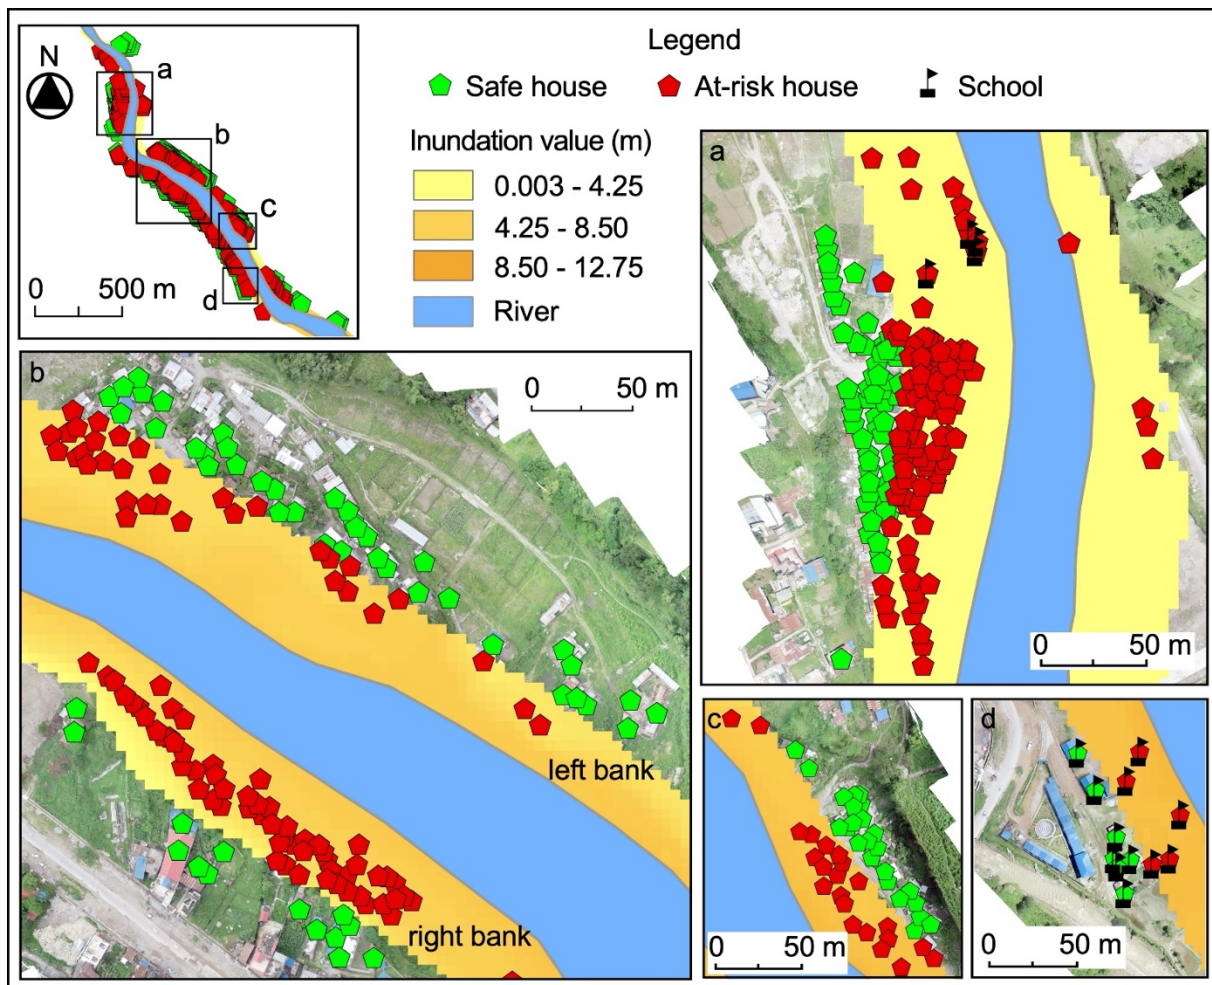 Legend
Safe house
At-risk house
School
Inundation value (m)
0.003 - 4.25
4.25 - 8.50
8.50 - 12.75
River
N
a
b
c
d
0 500 m
a
0 50 m
b
0 50 m
left bank
right bank
c
0 50 m
d
0 50 m